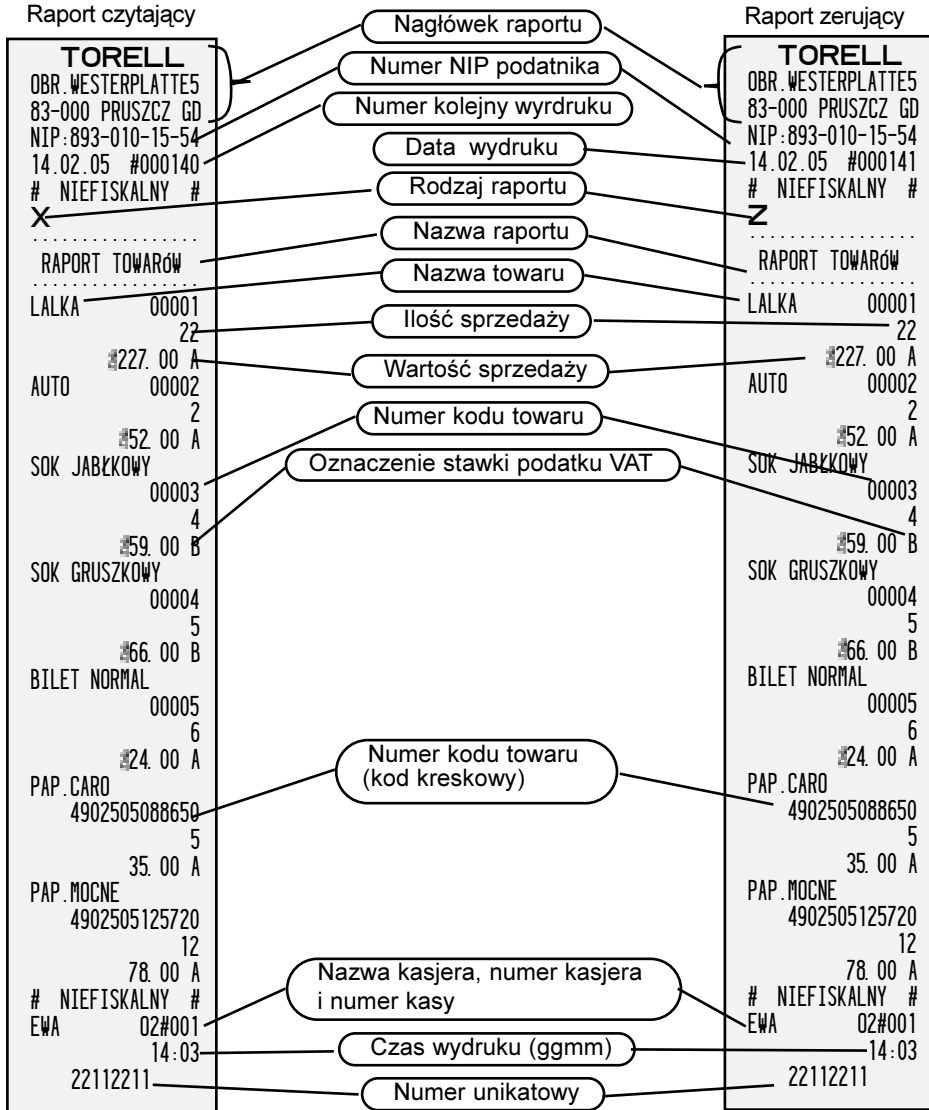 Raport czytający
TORELL
OBR.WESTERPLATTE5
83-000 PRUSZCZ GD
NIP:893-010-15-54
14.02.05 #000140
# NIEFISKALNY #
X
.................
RAPORT TOWARÓW
.................
LALKA 00001
22
227.00 A
AUTO 00002
2
52.00 A
SOK JABŁKOWY
00003
4
59.00 B
SOK GRUSZKOWY
00004
5
66.00 B
BILET NORMAL
00005
6
24.00 A
PAP.CARO
4902505088650
5
35.00 A
PAP.MOCNE
4902505125720
12
78.00 A
# NIEFISKALNY #
EWA 02#001
14:03
22112211
Nagłówek raportu
Numer NIP podatnika
Numer kolejny wyrdruku
Data wydruku
Rodzaj raportu
Nazwa raportu
Nazwa towaru
Ilość sprzedaży
Wartość sprzedaży
Numer kodu towaru
Oznaczenie stawki podatku VAT
Numer kodu towaru
(kod kreskowy)
Nazwa kasjera, numer kasjera
i numer kasy
Czas wydruku (ggmm)
Numer unikatowy
Raport zerujący
TORELL
OBR.WESTERPLATTE5
83-000 PRUSZCZ GD
NIP:893-010-15-54
14.02.05 #000141
# NIEFISKALNY #
Z
.................
RAPORT TOWARÓW
.................
LALKA 00001
22
227.00 A
AUTO 00002
2
52.00 A
SOK JABŁKOWY
00003
4
59.00 B
SOK GRUSZKOWY
00004
5
66.00 B
BILET NORMAL
00005
6
24.00 A
PAP.CARO
4902505088650
5
35.00 A
PAP.MOCNE
4902505125720
12
78.00 A
# NIEFISKALNY #
EWA 02#001
14:03
22112211